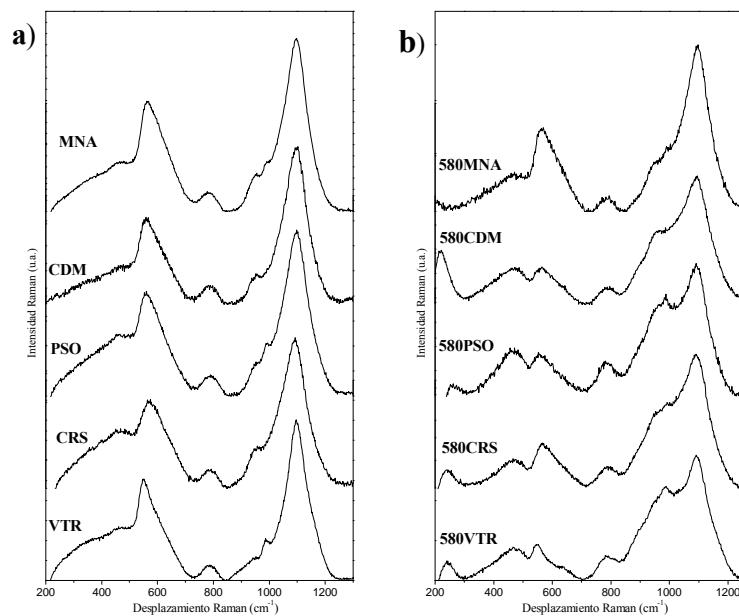 a)
MNA
CDM
PSO
CRS
VTR
Intensidad Raman (u.a.)
200 400 600 800 1000 1200
Desplazamiento Raman (cm-1)
b)
580MNA
580CDM
580PSO
580CRS
580VTR
Intensidad Raman (u.a.)
200 400 600 800 1000 1200
Desplazamiento Raman (cm-1)